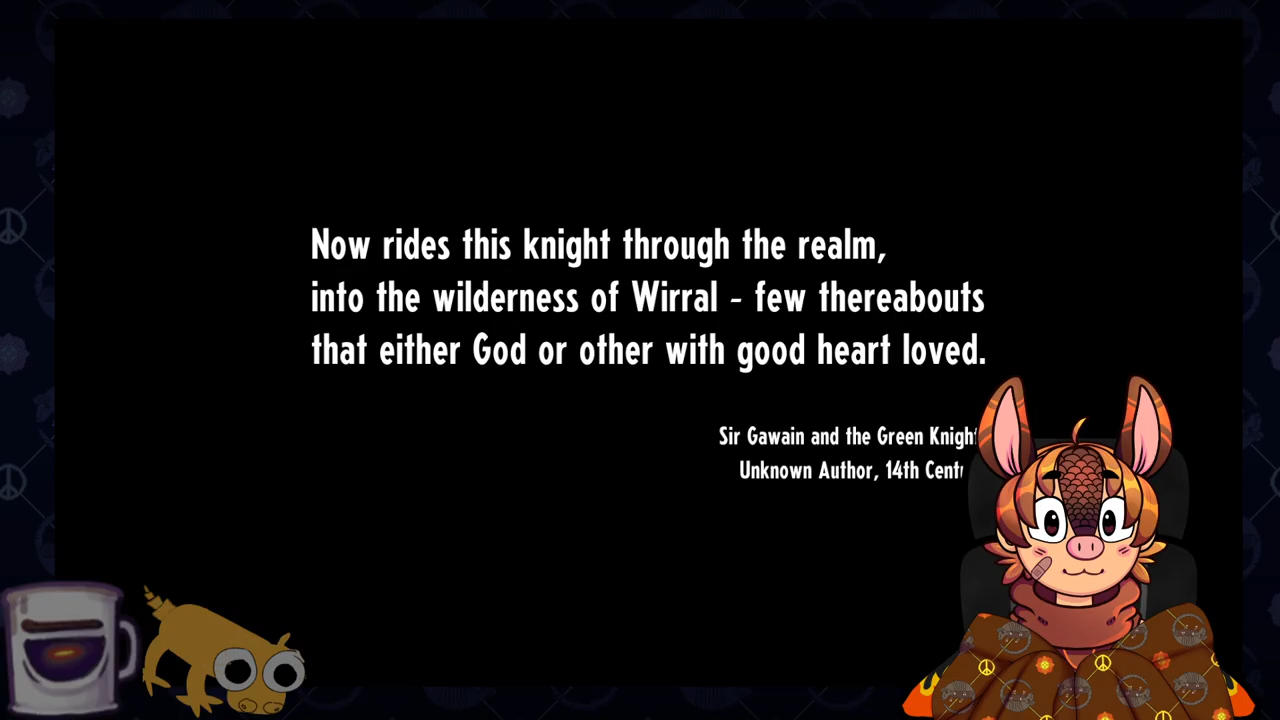 Now rides this knight through the realm,
into the wilderness of Wirral - few thereabouts
that either God or other with good heart loved.
Sir Gawain and the Green Knight
Unknown Author, 14th